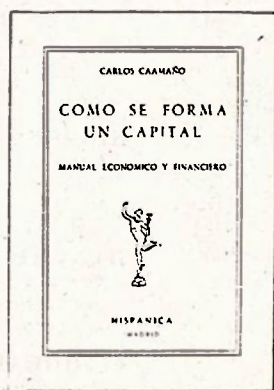 CARLOS CAAMAÑO
COMO SE FORMA
UN CAPITAL
MANUAL ECONOMICO Y FINANCIERO
HISPANICA
MADRID